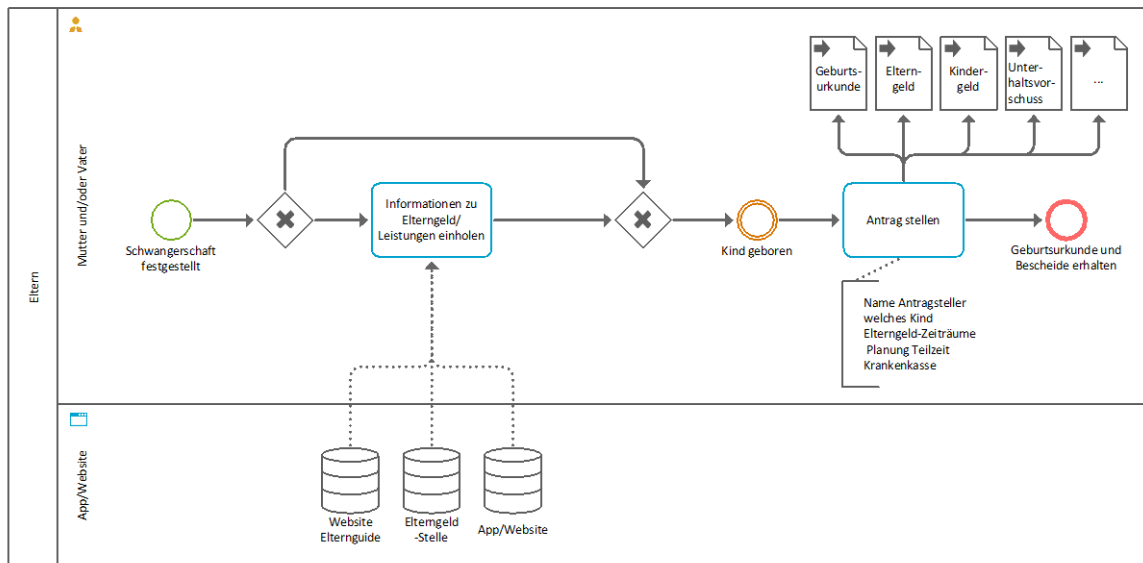 Eltern
Mutter und/oder Vater
Schwangerschaft
festgestellt
Informationen zu
Elterngeld/
Leistungen einholen
Kind geboren
Antrag stellen
Geburts-
urkunde
Eltern-
geld
Kinder-
geld
Unter-
haltsvor-
schuss
...
Geburtsurkunde und
Bescheide erhalten
Name Antragsteller
welches Kind
Elterngeld-Zeiträume
Planung Teilzeit
Krankenkasse
App/Website
Website
Elternguide
Elterngeld
-Stelle
App/Website